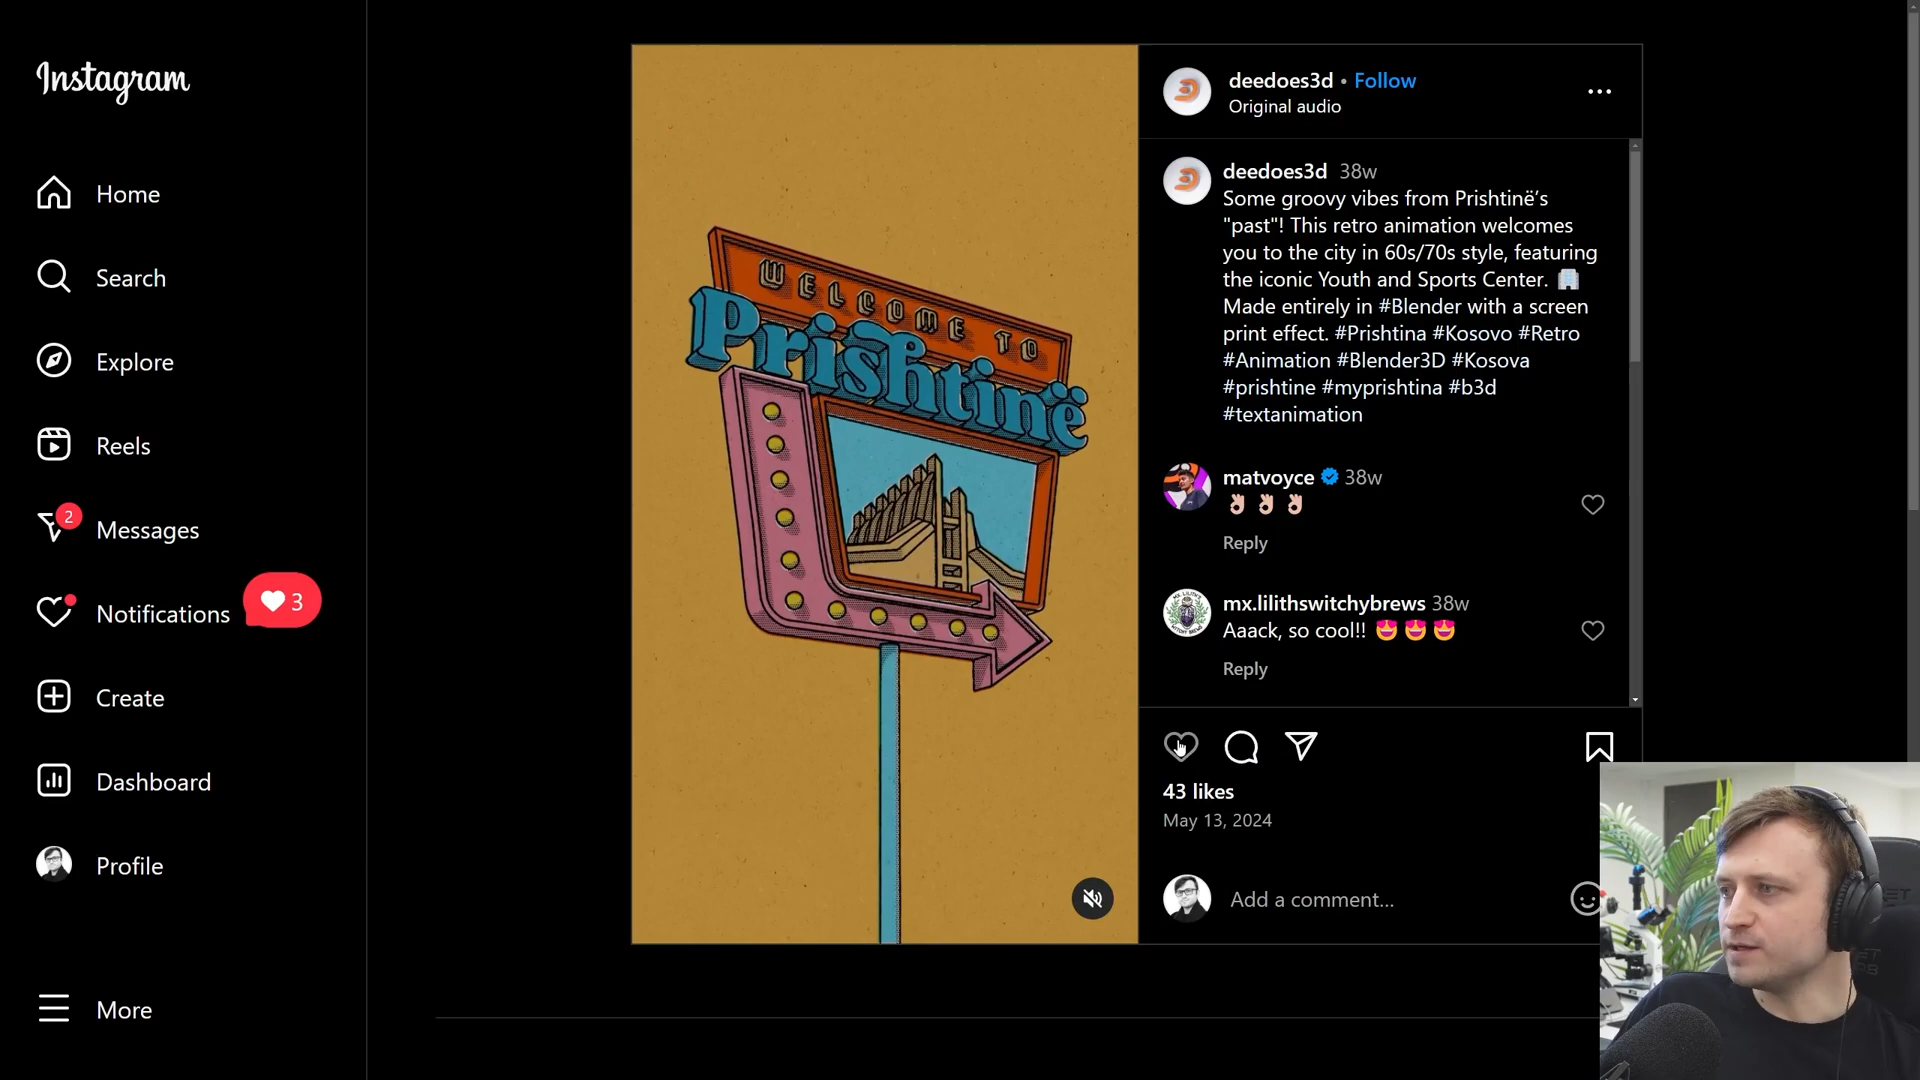 Instagram
Home
Search
Explore
Reels
2
Messages
Notifications
3
Create
Dashboard
Profile
More
WELCOME TO
Prishtinë
deedoes3d • Follow
Original audio
deedoes3d 38w
Some groovy vibes from Prishtinë’s
"past"! This retro animation welcomes
you to the city in 60s/70s style, featuring
the iconic Youth and Sports Center. 🏢
Made entirely in #Blender with a screen
print effect. #Prishtina #Kosovo #Retro
#Animation #Blender3D #Kosova
#prishtine #myprishtina #b3d
#textanimation
matvoyce 38w
👌🏻 👌🏻 👌🏻
Reply
mx.lilithswitchybrews 38w
Aaack, so cool!! 😍 😍 😍
Reply
43 likes
May 13, 2024
Add a comment...